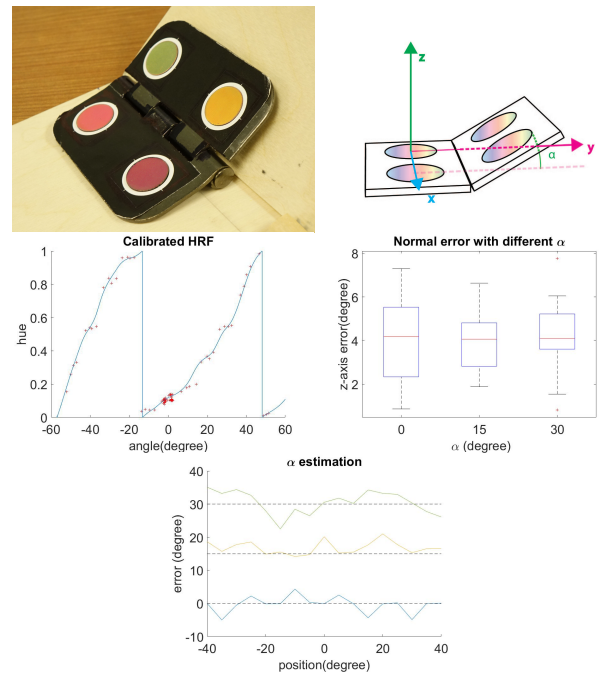 z
y
α
x
Calibrated HRF
1
0.8
0.6
0.4
0.2
0
hue
-60 -40 -20 0 20 40 60
angle(degree)
Normal error with different α
8
6
4
2
z-axis error(degree)
0 15 30
α (degree)
α estimation
40
30
20
10
0
-10
error (degree)
-40 -20 0 20 40
position(degree)